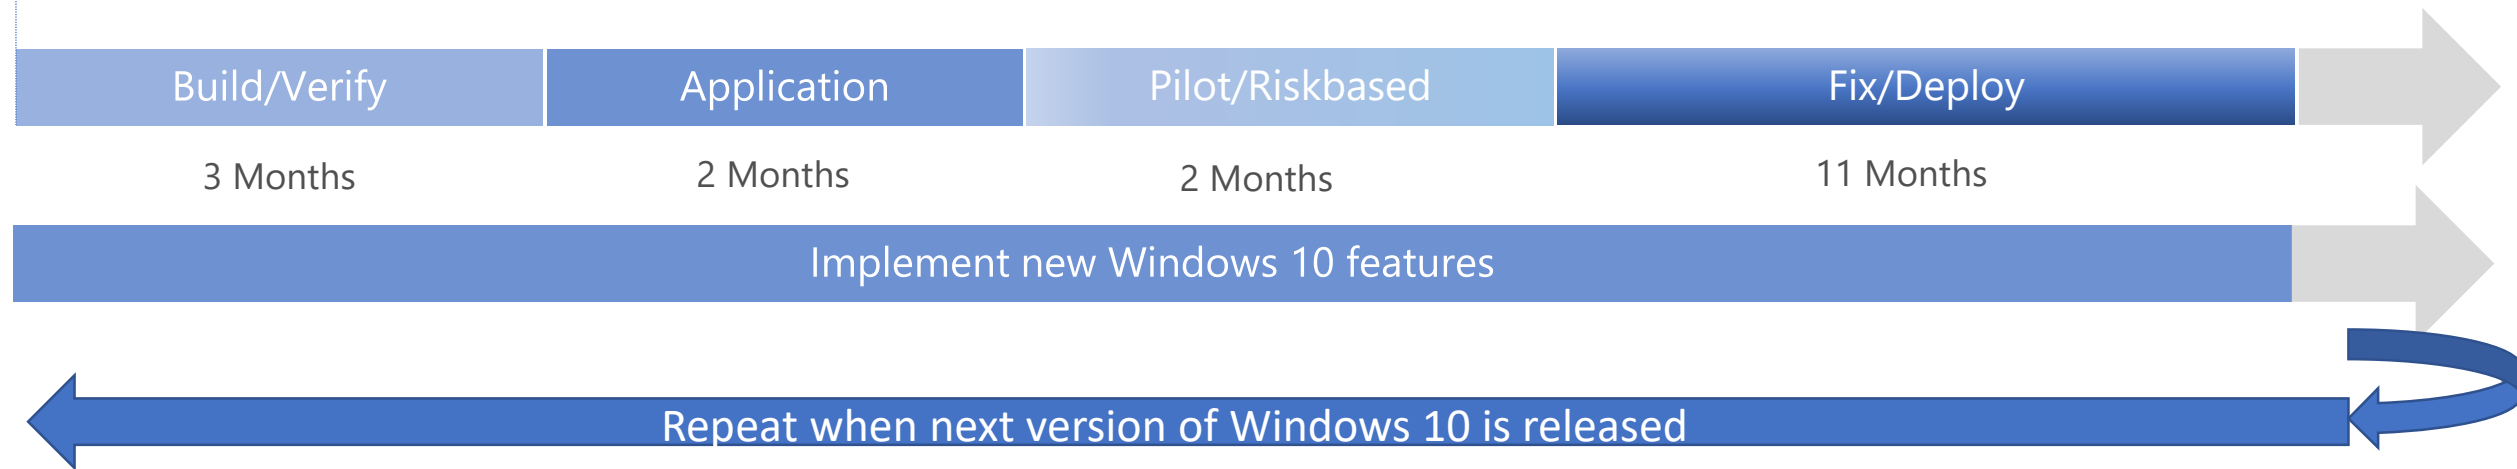 Build/Verify
Application
Pilot/Riskbased
Fix/Deploy
3 Months
2 Months
2 Months
11 Months
Implement new Windows 10 features
Repeat when next version of Windows 10 is released